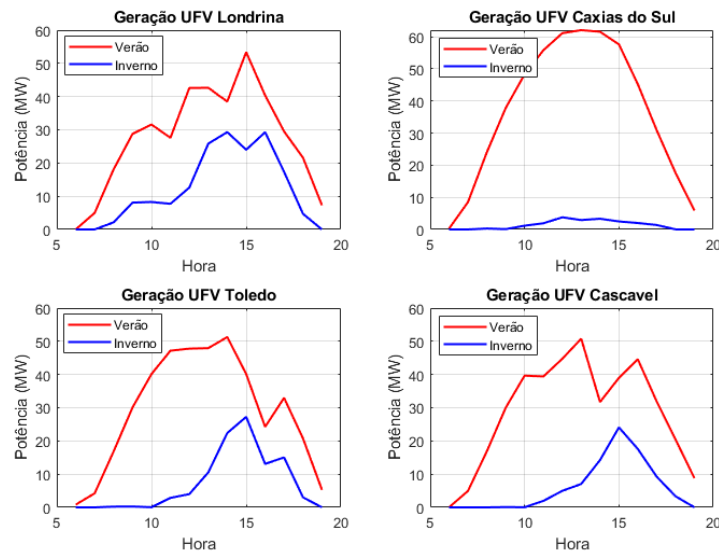 Geração UFV Londrina
Verão
Inverno
Potência (MW)
60
50
40
30
20
10
0
5
10
15
20
Hora
Geração UFV Caxias do Sul
Verão
Inverno
Potência (MW)
60
50
40
30
20
10
0
5
10
15
20
Hora
Geração UFV Toledo
Verão
Inverno
Potência (MW)
60
50
40
30
20
10
0
5
10
15
20
Hora
Geração UFV Cascavel
Verão
Inverno
Potência (MW)
60
50
40
30
20
10
0
5
10
15
20
Hora